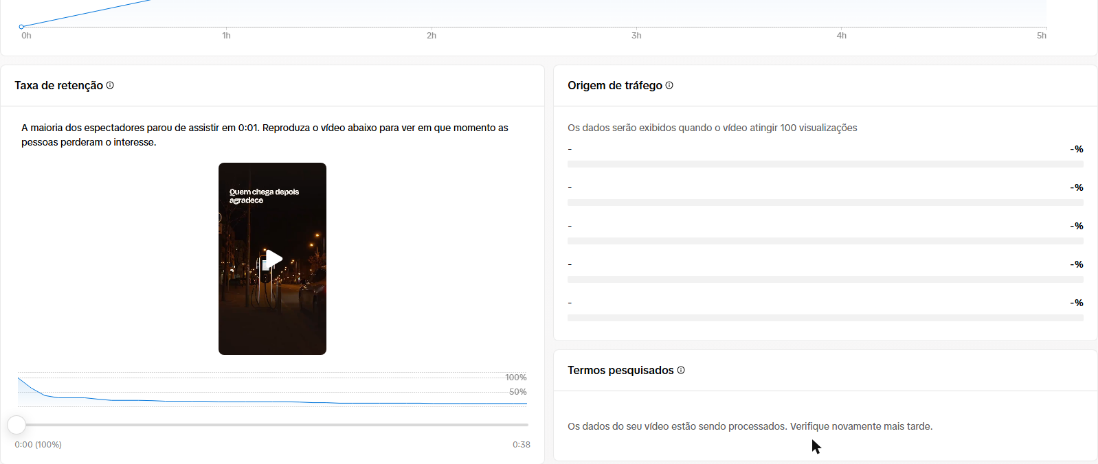 0h
1h
2h
3h
4h
5h
Taxa de retenção
A maioria dos espectadores parou de assistir em 0:01. Reproduza o vídeo abaixo para ver em que momento as
pessoas perderam o interesse.
Quem chega depois
agradece
100%
50%
0:00 (100%)
0:38
Origem de tráfego
Os dados serão exibidos quando o vídeo atingir 100 visualizações
- -%
- -%
- -%
- -%
- -%
Termos pesquisados
Os dados do seu vídeo estão sendo processados. Verifique novamente mais tarde.